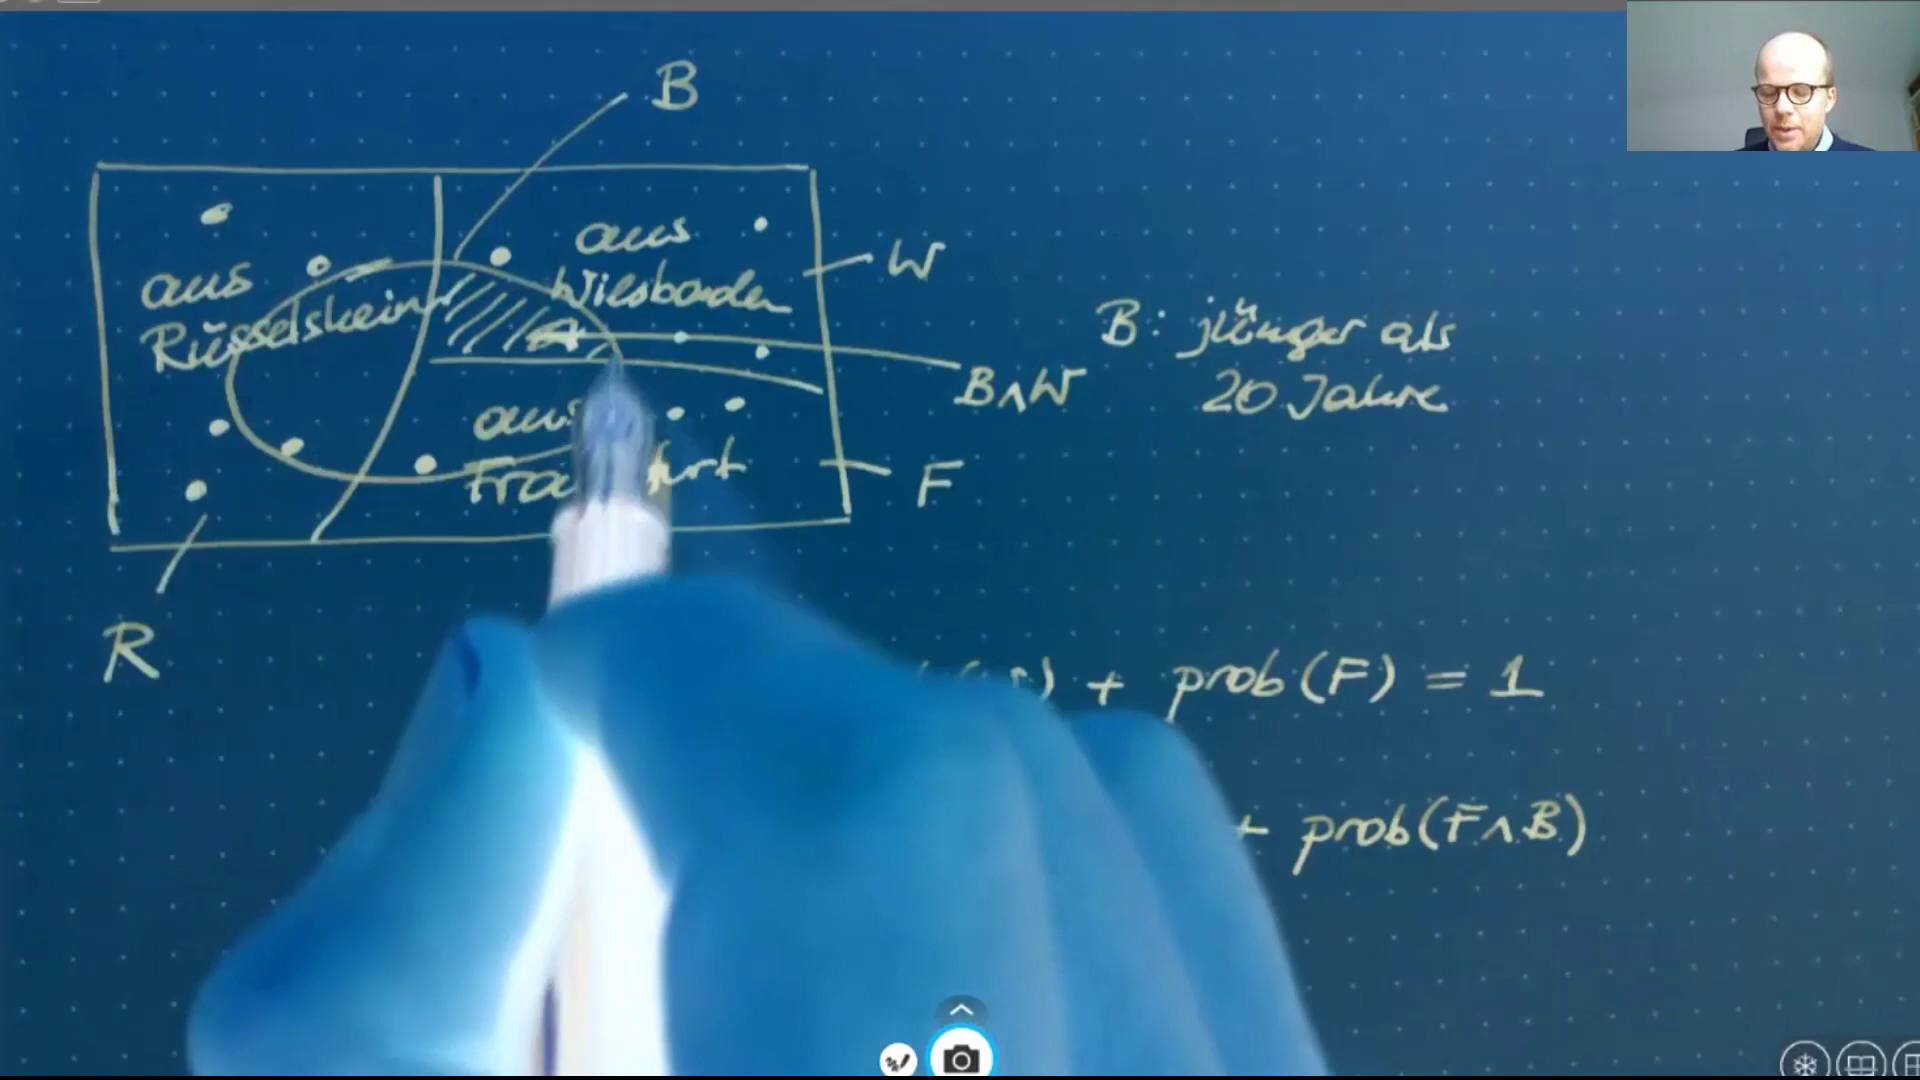 B
aus
Rüsselsheim
aus
Wiesbaden
W
B∧W
B: jünger als
20 Jahre
aus
F
R
+ prob(F) = 1
+ prob(F∧B)